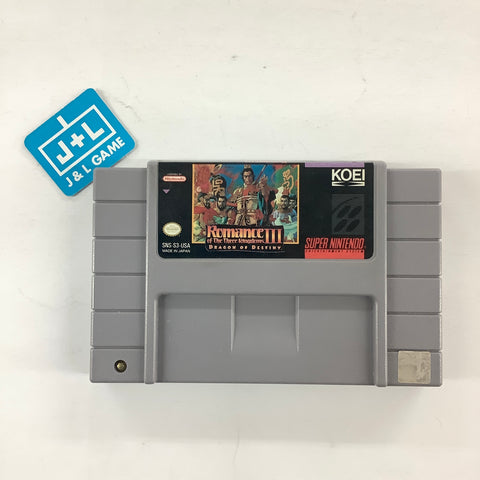 J+L
J & L GAME
LICENSED BY
Nintendo
KOEI
Romance III
of The Three Kingdoms
DRAGON OF DESTINY
SNS-S3-USA
MADE IN JAPAN
SUPER NINTENDO
ENTERTAINMENT SYSTEM